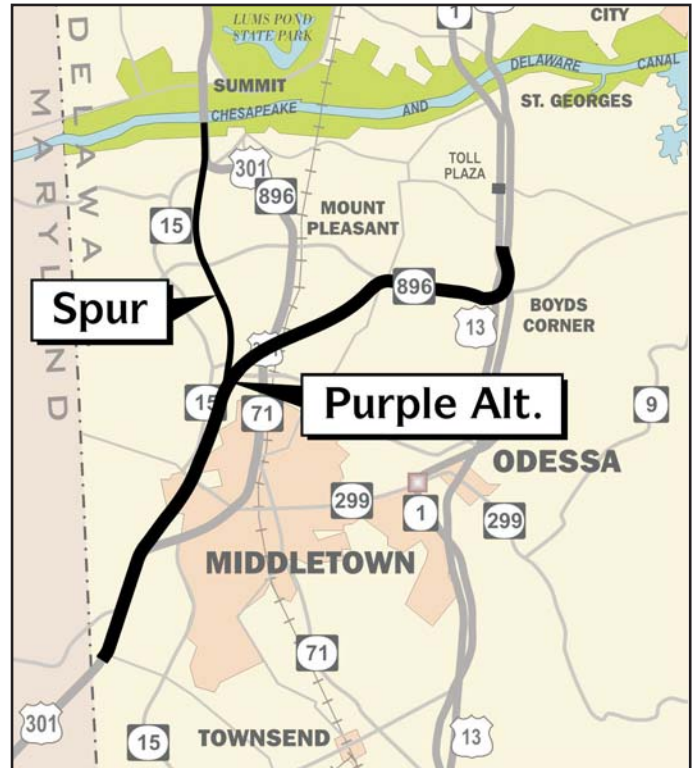 LUMS POND
STATE PARK
1
CITY
DELAWARE
MARYLAND
SUMMIT
CHESAPEAKE AND DELAWARE CANAL
ST. GEORGES
TOLL
PLAZA
301
896
15
MOUNT
PLEASANT
Spur
896
BOYDS
CORNER
13
15
71
Purple Alt.
9
ODESSA
299
1
299
MIDDLETOWN
71
301
15
TOWNSEND
13